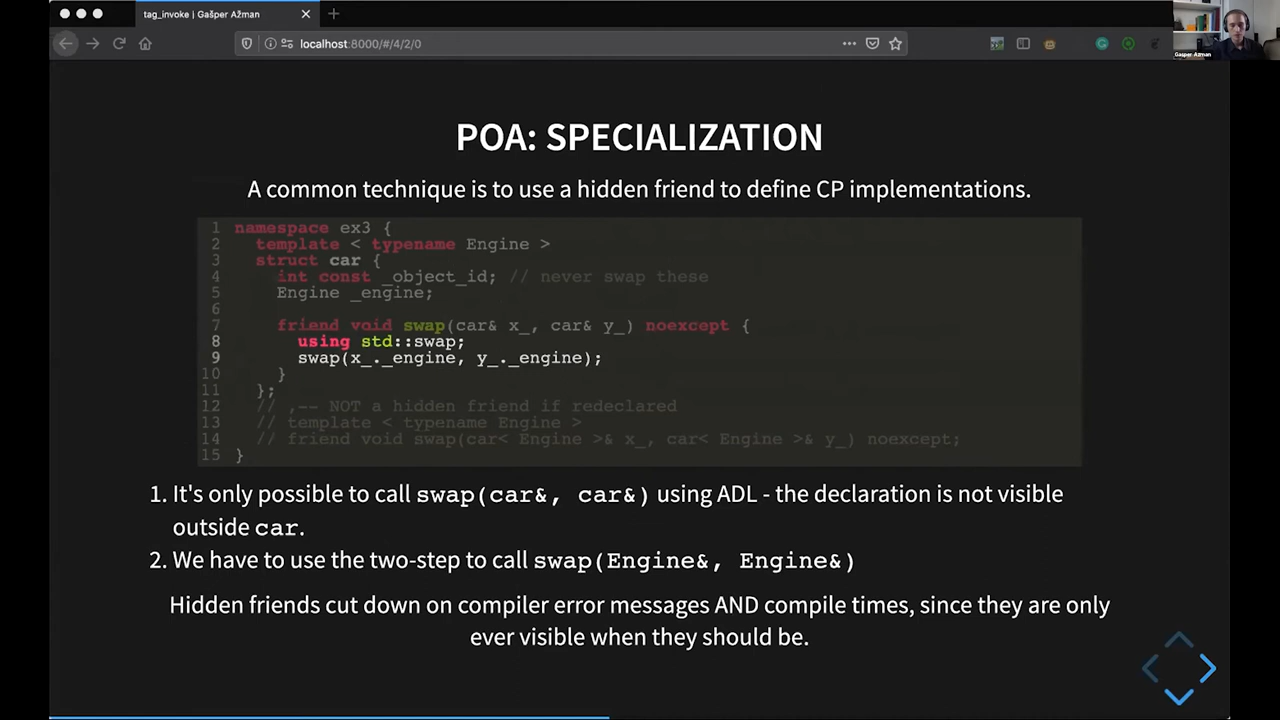 tag_invoke | Gašper Ažman
localhost:8000/#/4/2/0
Gašper Ažman
POA: SPECIALIZATION
A common technique is to use a hidden friend to define CP implementations.
1 namespace ex3 {
2 template < typename Engine >
3 struct car {
4 int const _object_id; // never swap these
5 Engine _engine;
6
7 friend void swap(car& x_, car& y_) noexcept {
8 using std::swap;
9 swap(x_._engine, y_._engine);
10 }
11 };
12 // ,-- NOT a hidden friend if redeclared
13 // template < typename Engine >
14 // friend void swap(car< Engine >& x_, car< Engine >& y_) noexcept;
15 }
1. It's only possible to call swap(car&, car&) using ADL - the declaration is not visible
outside car.
2. We have to use the two-step to call swap(Engine&, Engine&)
Hidden friends cut down on compiler error messages AND compile times, since they are only
ever visible when they should be.